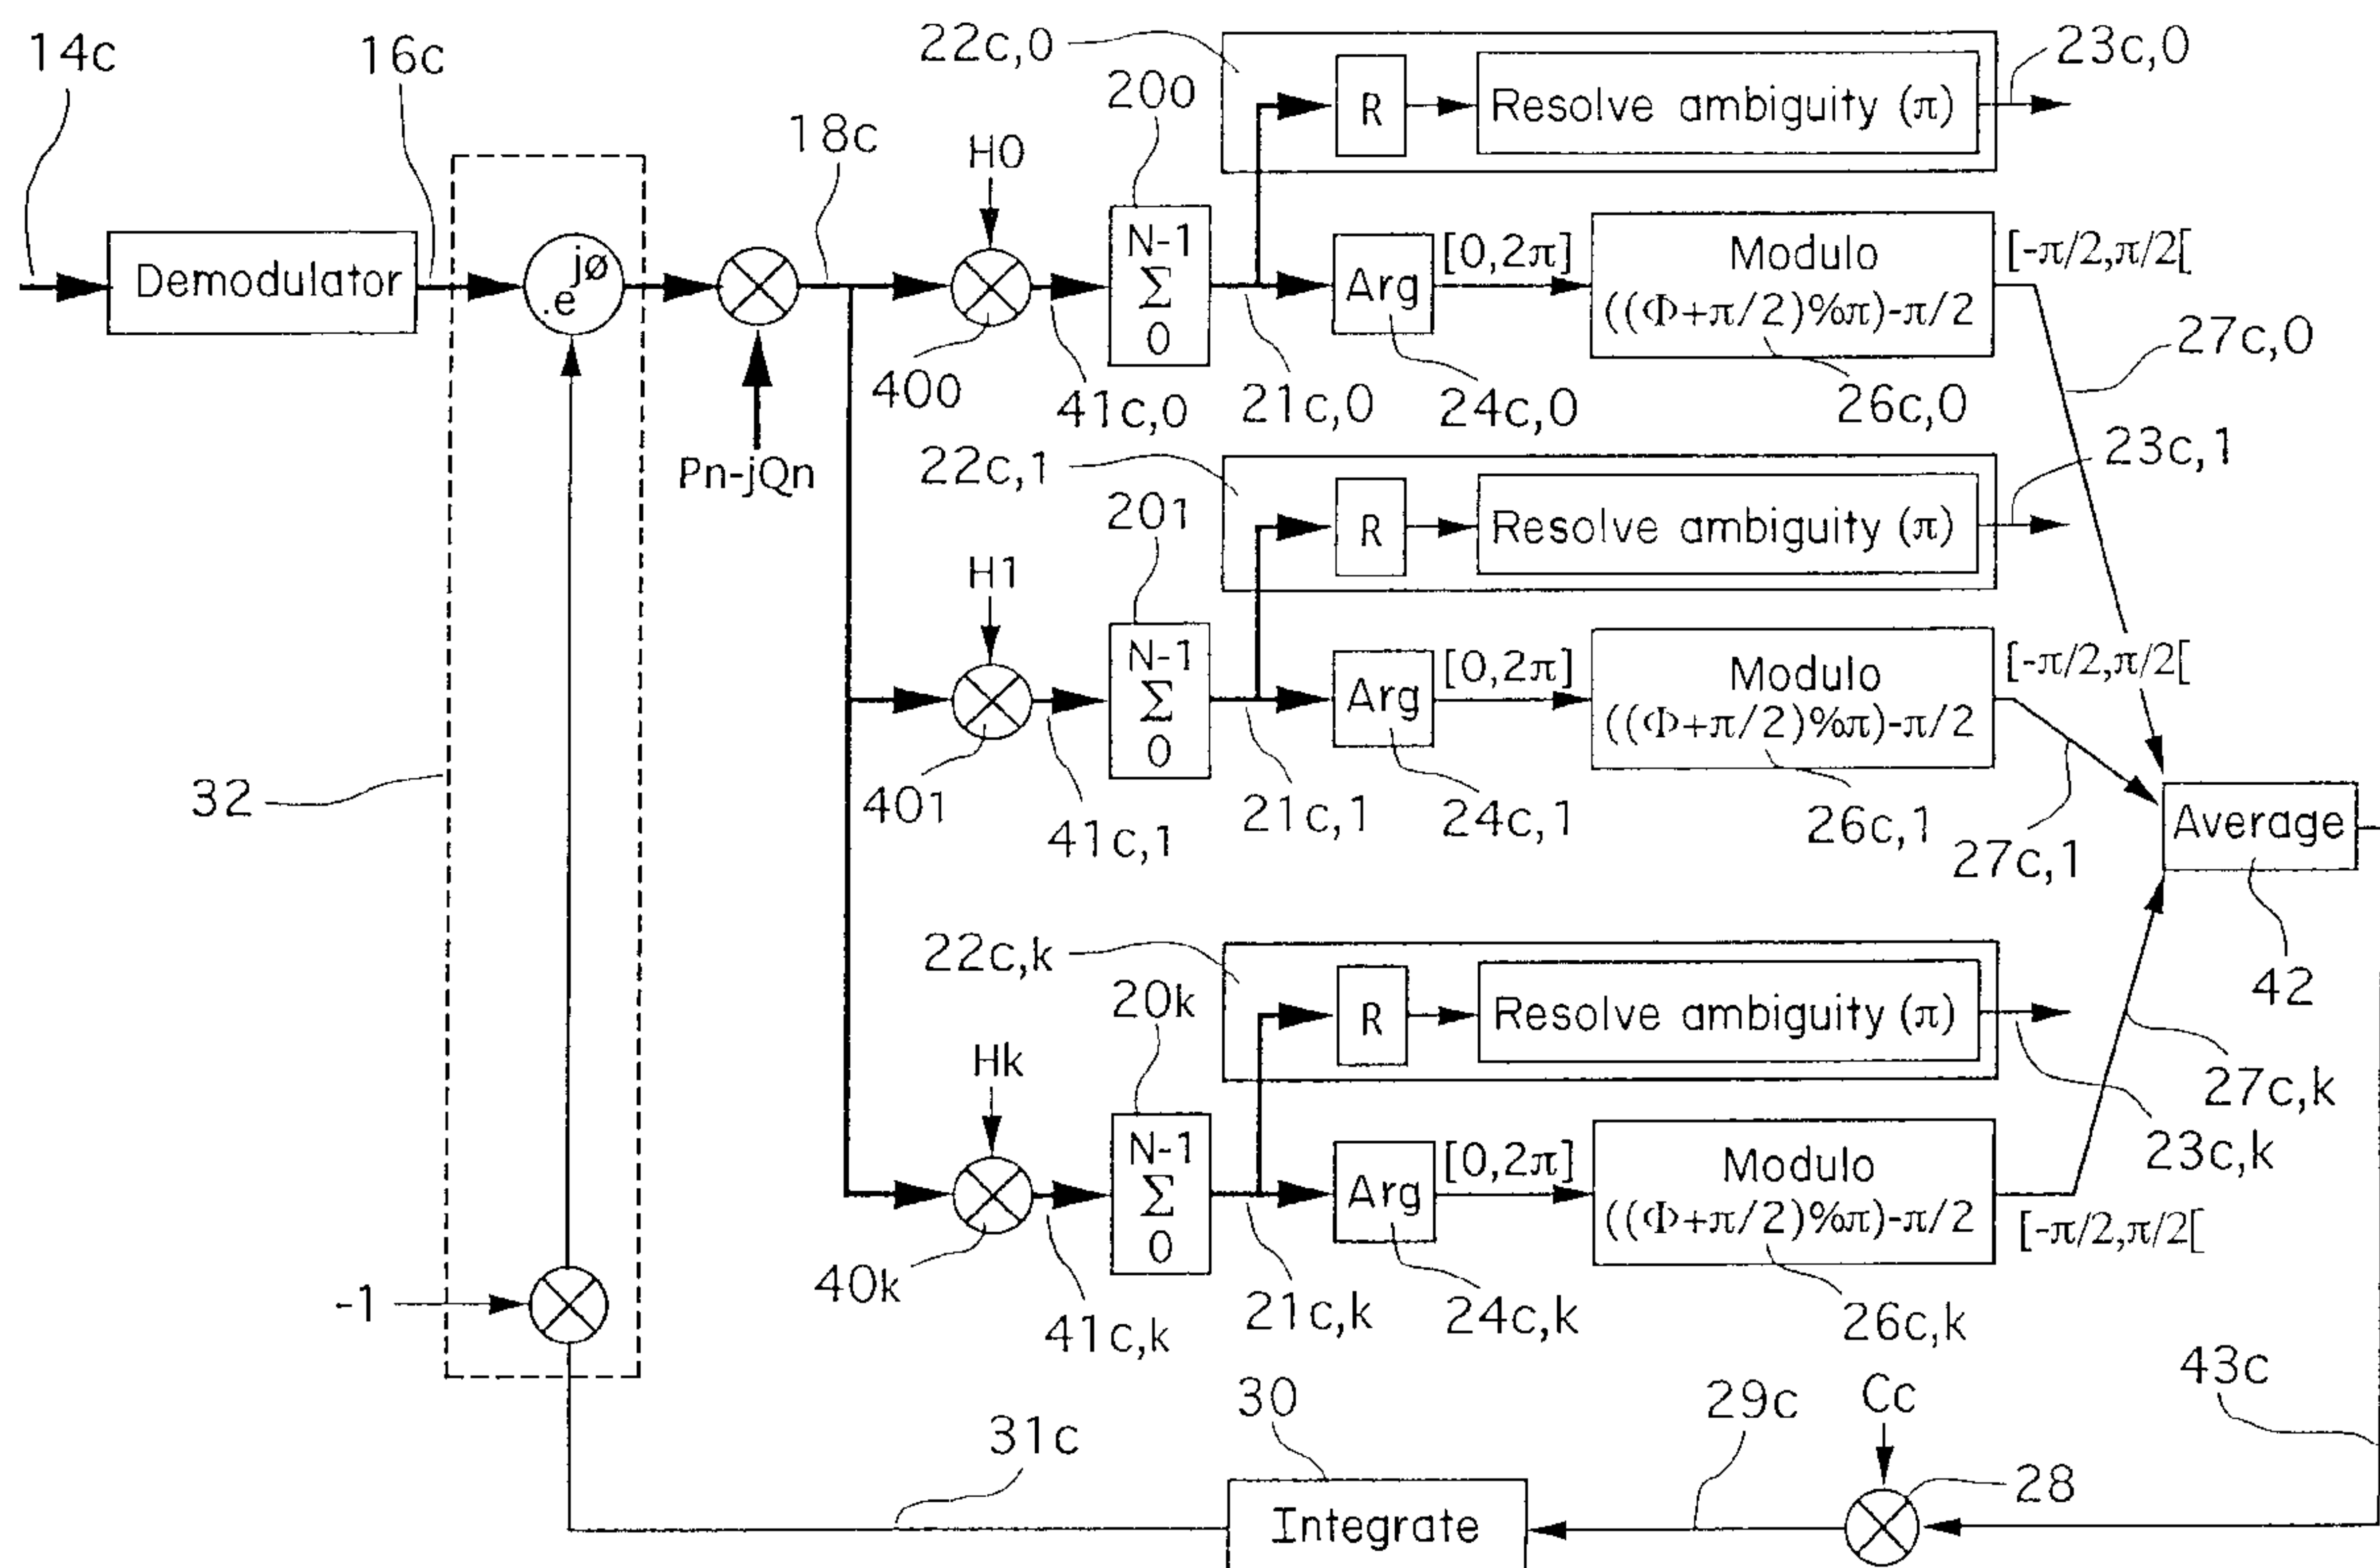 14c
16c
18c
22c,0
23c,0
H0
200
R
Resolve ambiguity (π)
Demodulator
.e jø
N-1
Σ
0
Arg
[0,2π]
Modulo
((Φ+π/2)%π)-π/2
[-π/2,π/2[
400
41c,0
21c,0
24c,0
26c,0
27c,0
Pn-jQn
22c,1
23c,1
H1
201
R
Resolve ambiguity (π)
N-1
Σ
0
Arg
[0,2π]
Modulo
((Φ+π/2)%π)-π/2
[-π/2,π/2[
32
401
41c,1
21c,1
24c,1
26c,1
27c,1
Average
42
22c,k
23c,k
Hk
20k
R
Resolve ambiguity (π)
27c,k
N-1
Σ
0
Arg
[0,2π]
Modulo
((Φ+π/2)%π)-π/2
[-π/2,π/2[
-1
40k
41c,k
21c,k
24c,k
26c,k
43c
31c
30
29c
Cc
28
Integrate